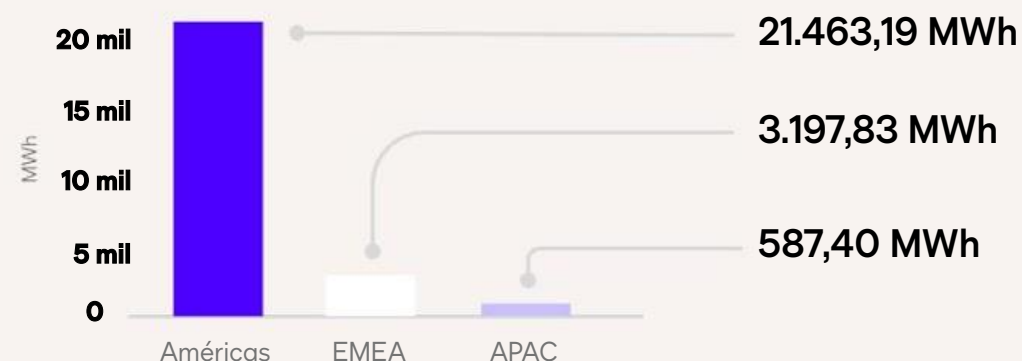 21.463,19 MWh
20 mil
15 mil
3.197,83 MWh
MWh
10 mil
5 mil
587,40 MWh
0
Américas
EMEA
APAC